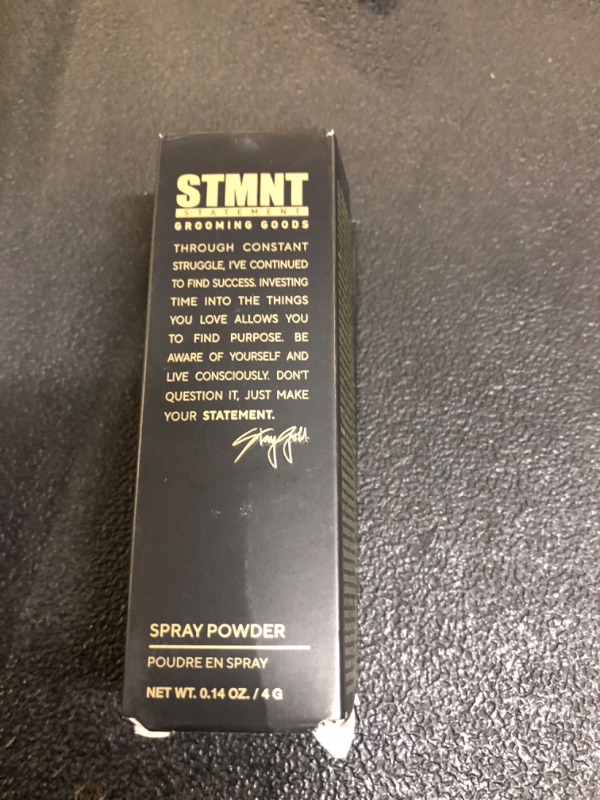 STMNT
STATEMENT
GROOMING GOODS
THROUGH CONSTANT
STRUGGLE, I'VE CONTINUED
TO FIND SUCCESS. INVESTING
TIME INTO THE THINGS
YOU LOVE ALLOWS YOU
TO FIND PURPOSE. BE
AWARE OF YOURSELF AND
LIVE CONSCIOUSLY. DON'T
QUESTION IT, JUST MAKE
YOUR STATEMENT.
StayGold
SPRAY POWDER
POUDRE EN SPRAY
NET WT. 0.14 OZ. / 4 G